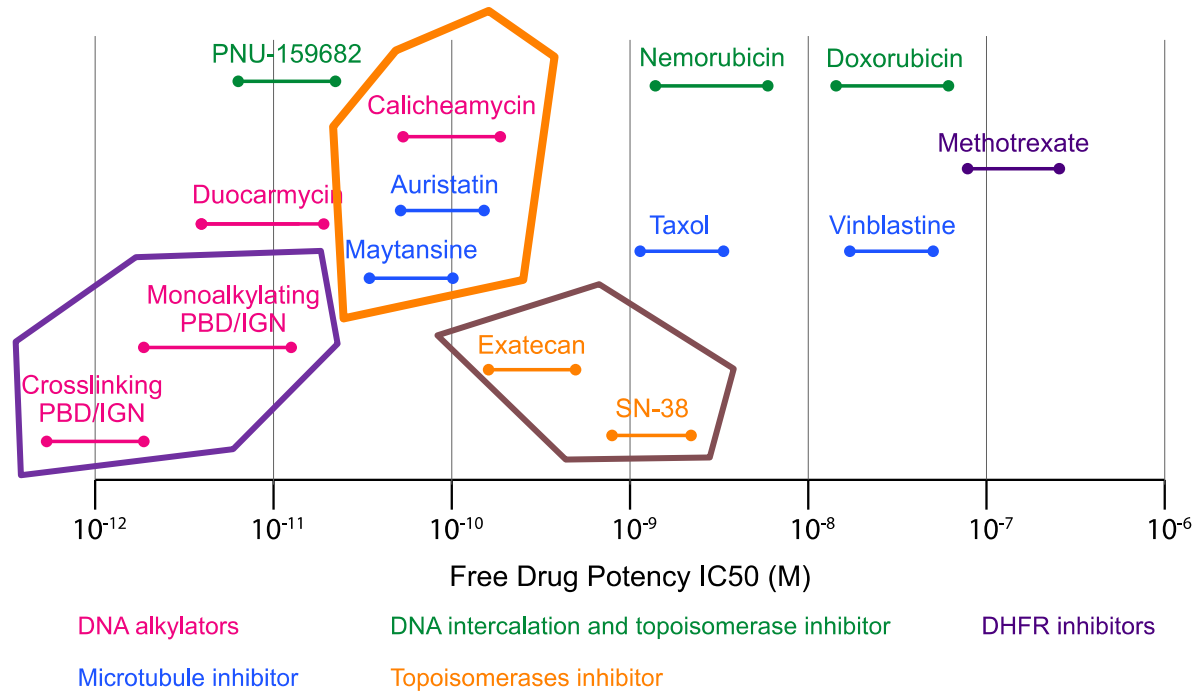 PNU-159682
Nemorubicin
Doxorubicin
Calicheamycin
Methotrexate
Duocarmycin
Auristatin
Taxol
Vinblastine
Maytansine
Monoalkylating
PBD/IGN
Exatecan
Crosslinking
PBD/IGN
SN-38
10⁻¹² 10⁻¹¹ 10⁻¹⁰ 10⁻⁹ 10⁻⁸ 10⁻⁷ 10⁻⁶
Free Drug Potency IC50 (M)
DNA alkylators
DNA intercalation and topoisomerase inhibitor
DHFR inhibitors
Microtubule inhibitor
Topoisomerases inhibitor